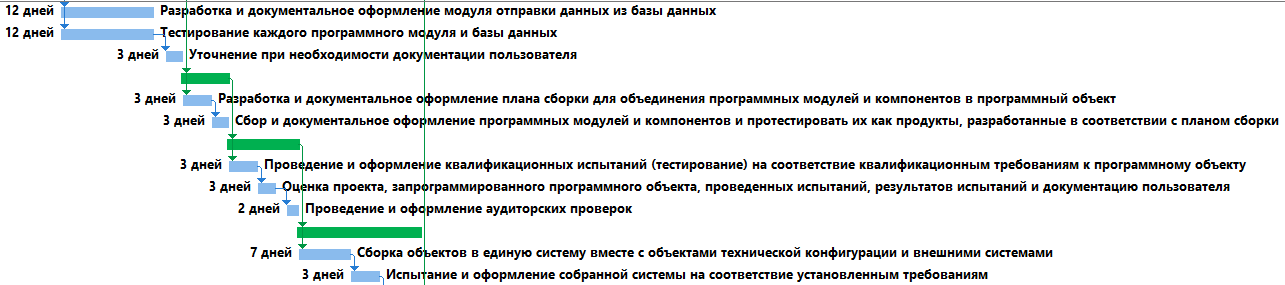 12 дней Разработка и документальное оформление модуля отправки данных из базы данных
12 дней Тестирование каждого программного модуля и базы данных
3 дней Уточнение при необходимости документации пользователя
3 дней Разработка и документальное оформление плана сборки для объединения программных модулей и компонентов в программный объект
3 дней Сбор и документальное оформление программных модулей и компонентов и протестировать их как продукты, разработанные в соответствии с планом сборки
3 дней Проведение и оформление квалификационных испытаний (тестирование) на соответствие квалификационным требованиям к программному объекту
3 дней Оценка проекта, запрограммированного программного объекта, проведенных испытаний, результатов испытаний и документацию пользователя
2 дней Проведение и оформление аудиторских проверок
7 дней Сборка объектов в единую систему вместе с объектами технической конфигурации и внешними системами
3 дней Испытание и оформление собранной системы на соответствие установленным требованиям